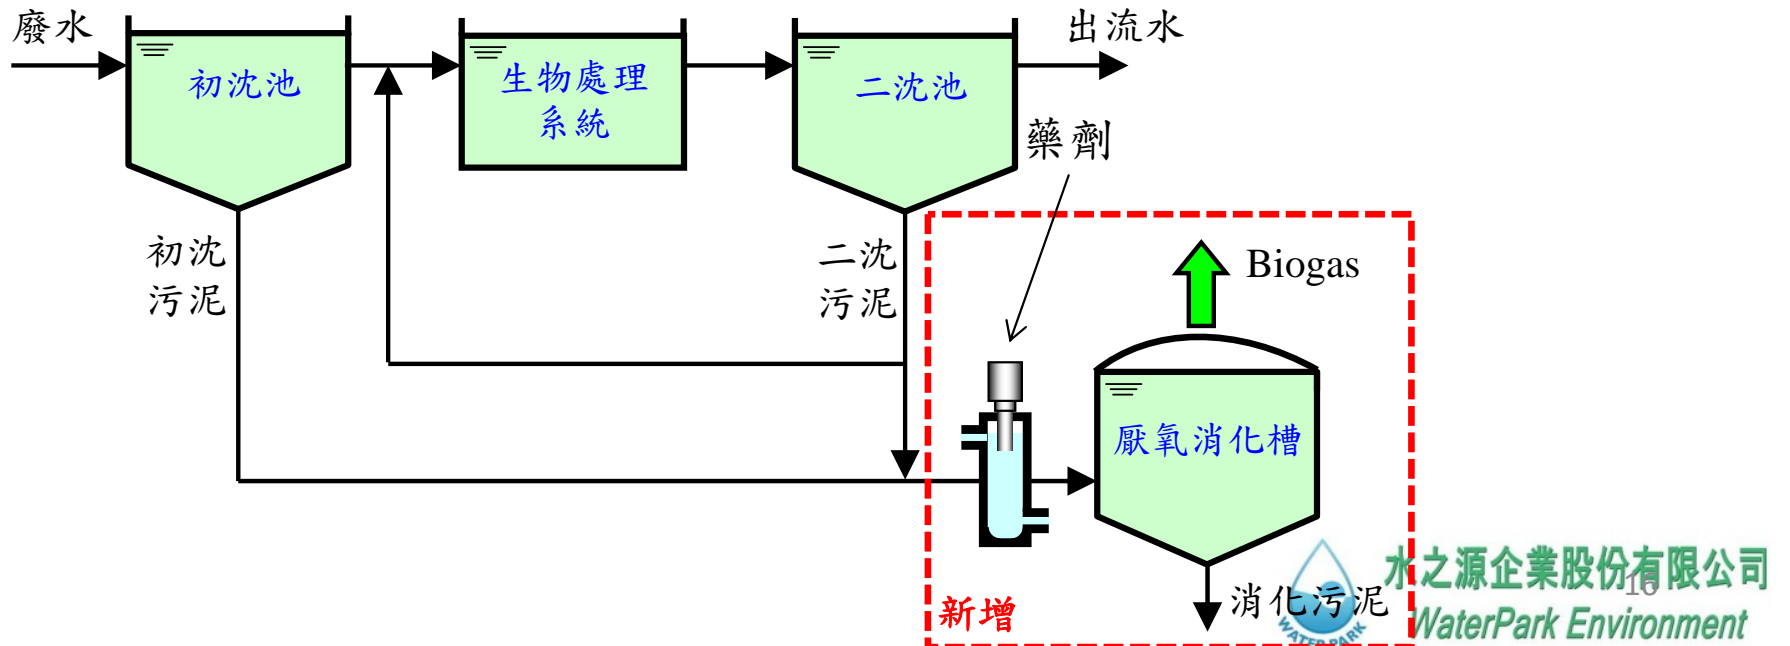 廢水
初沈池
生物處理
系統
二沈池
出流水
藥劑
初沈
污泥
二沈
污泥
Biogas
厭氧消化槽
消化污泥
新增
WATER PARK
水之源企業股份有限公司
16
WaterPark Environment